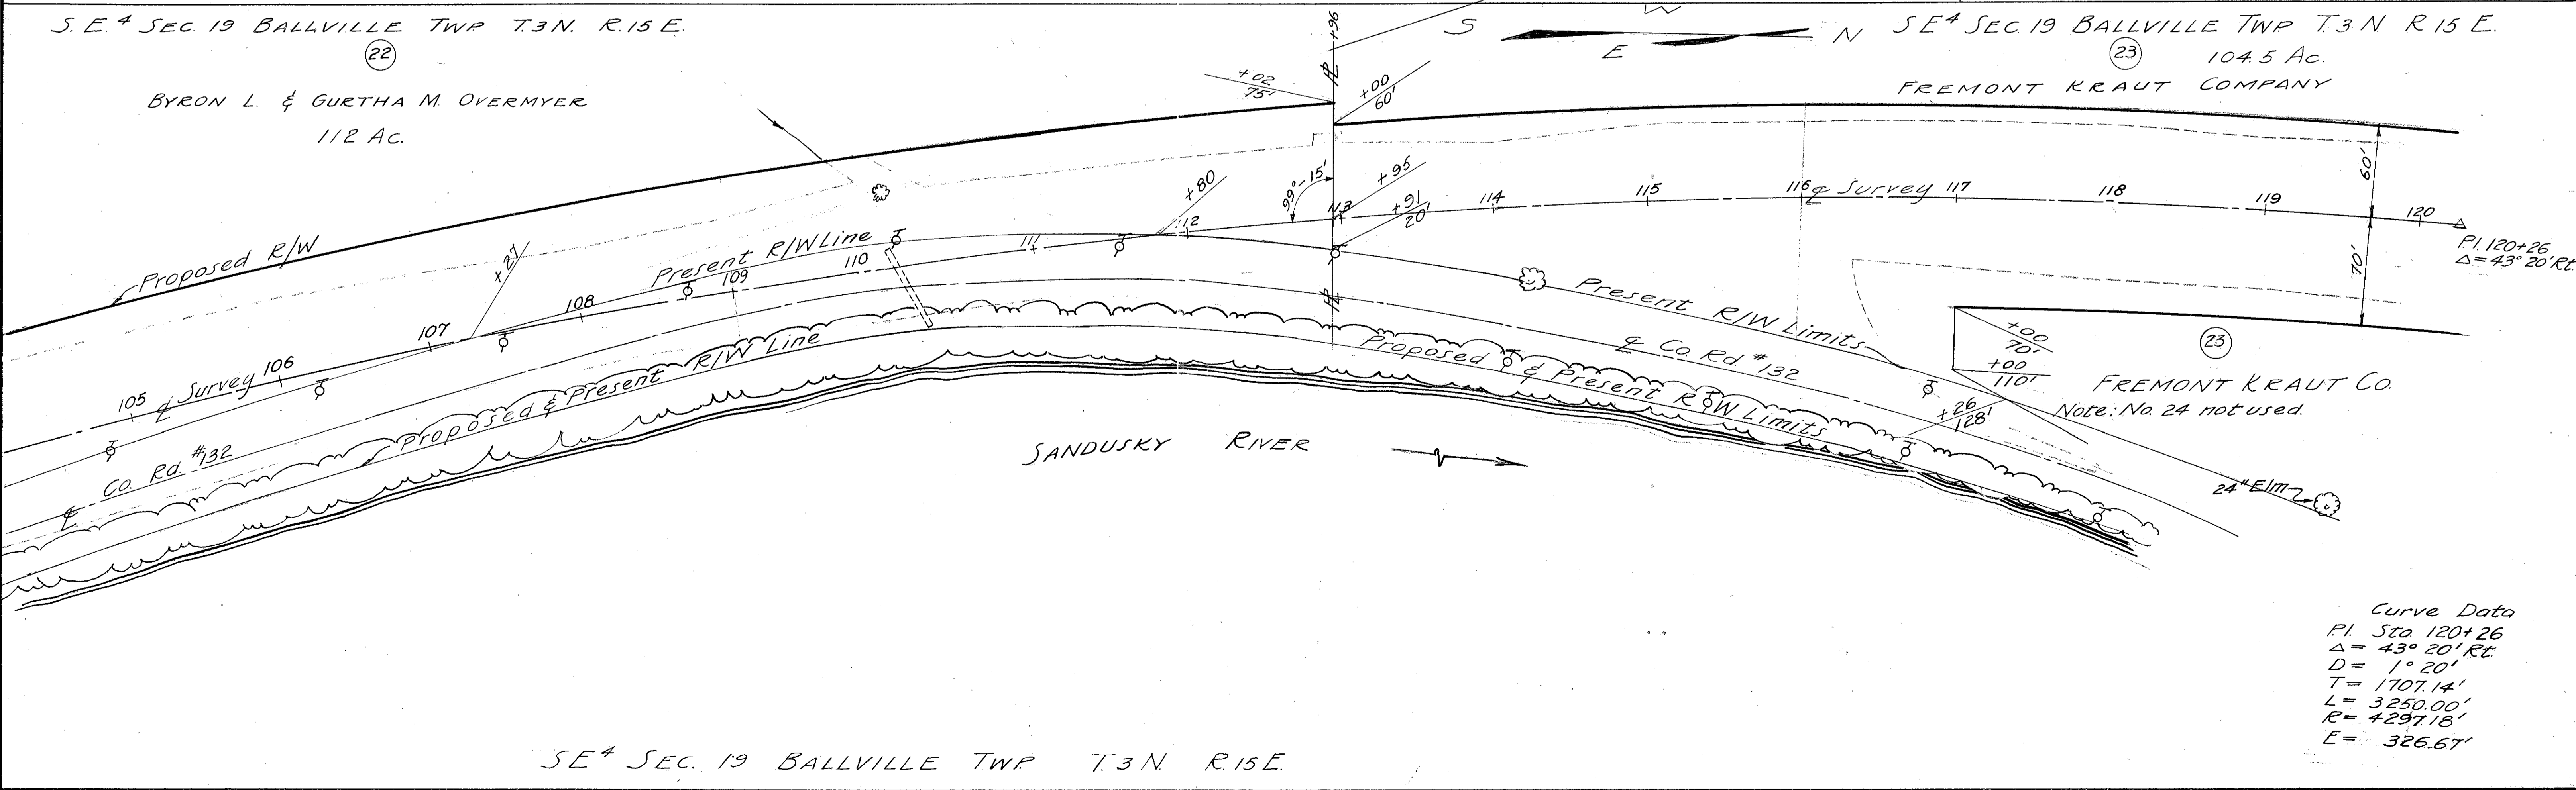 S. E.⁴ SEC. 19 BALLVILLE TWP. T.3 N. R. 15 E.
22
BYRON L. & GURTHA M. OVERMYER
112 AC.
+96
S
W
E
N
SE⁴ SEC. 19 BALLVILLE TWP. T.3 N R 15 E.
23
104.5 Ac.
FREMONT KRAUT COMPANY
+02
75'
+00
60'
99°-15'
+95
+91
20'
+80
Proposed R/W
+27
Present R/W Line
105
℄ Survey
106
107
108
109
110
111
112
113
114
115
116
℄ Survey
117
118
119
120
60'
70'
P.I. 120+26
Δ=43° 20' Rt.
Present R/W Limits
℄ Co. Rd #132
Proposed & Present R/W Limits
Proposed & Present R/W Line
℄ Co. Rd. #132
+00
70'
+00
110'
+26
128'
23
FREMONT KRAUT CO.
Note: No. 24 not used.
24" Elm
SANDUSKY RIVER
Curve Data
P.I. Sta. 120+26
Δ= 43° 20' Rt.
D= 1° 20'
T= 1707.14'
L= 3250.00'
R= 4297.18'
E= 326.67'
SE⁴ SEC. 19 BALLVILLE TWP. T. 3 N. R. 15 E.